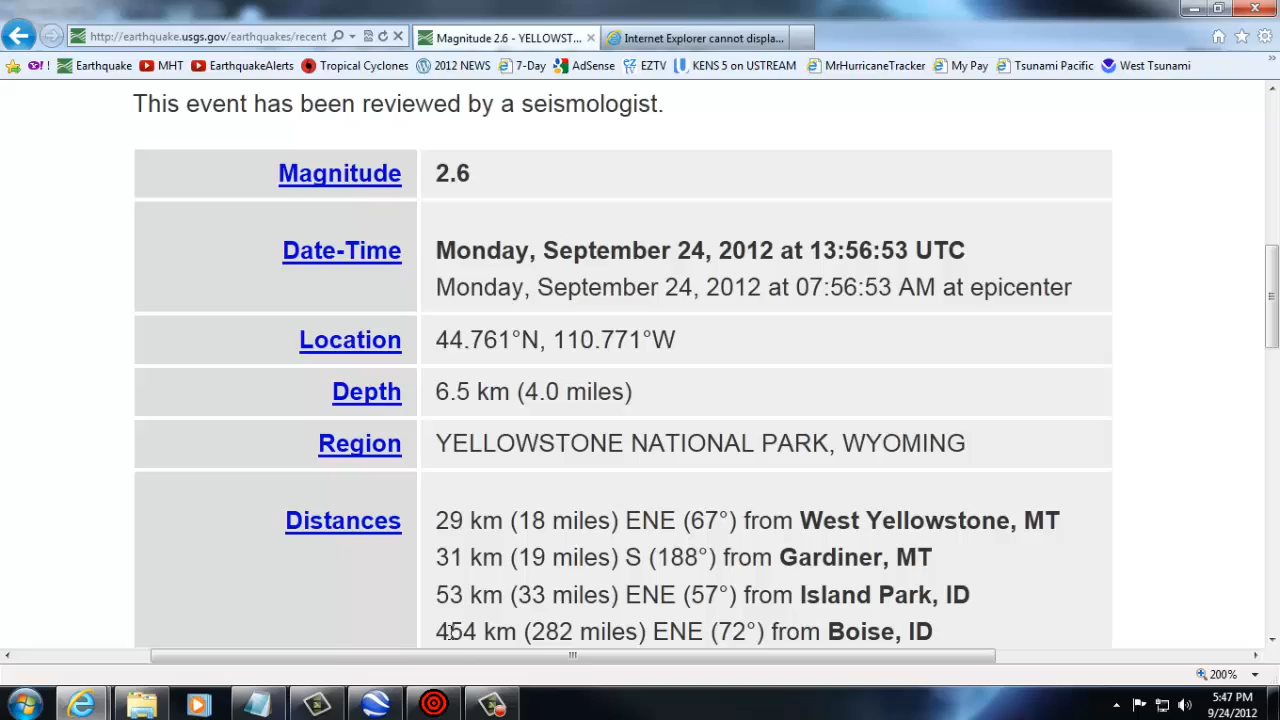 http://earthquake.usgs.gov/earthquakes/recent
Magnitude 2.6 - YELLOWST...
Internet Explorer cannot displa...
Y!
Earthquake
MHT
EarthquakeAlerts
Tropical Cyclones
2012 NEWS
7-Day
AdSense
EZTV
KENS 5 on USTREAM
MrHurricaneTracker
My Pay
Tsunami Pacific
West Tsunami
This event has been reviewed by a seismologist.
Magnitude 2.6
Date-Time Monday, September 24, 2012 at 13:56:53 UTC
Monday, September 24, 2012 at 07:56:53 AM at epicenter
Location 44.761°N, 110.771°W
Depth 6.5 km (4.0 miles)
Region YELLOWSTONE NATIONAL PARK, WYOMING
Distances 29 km (18 miles) ENE (67°) from West Yellowstone, MT
31 km (19 miles) S (188°) from Gardiner, MT
53 km (33 miles) ENE (57°) from Island Park, ID
454 km (282 miles) ENE (72°) from Boise, ID
200%
5:47 PM
9/24/2012